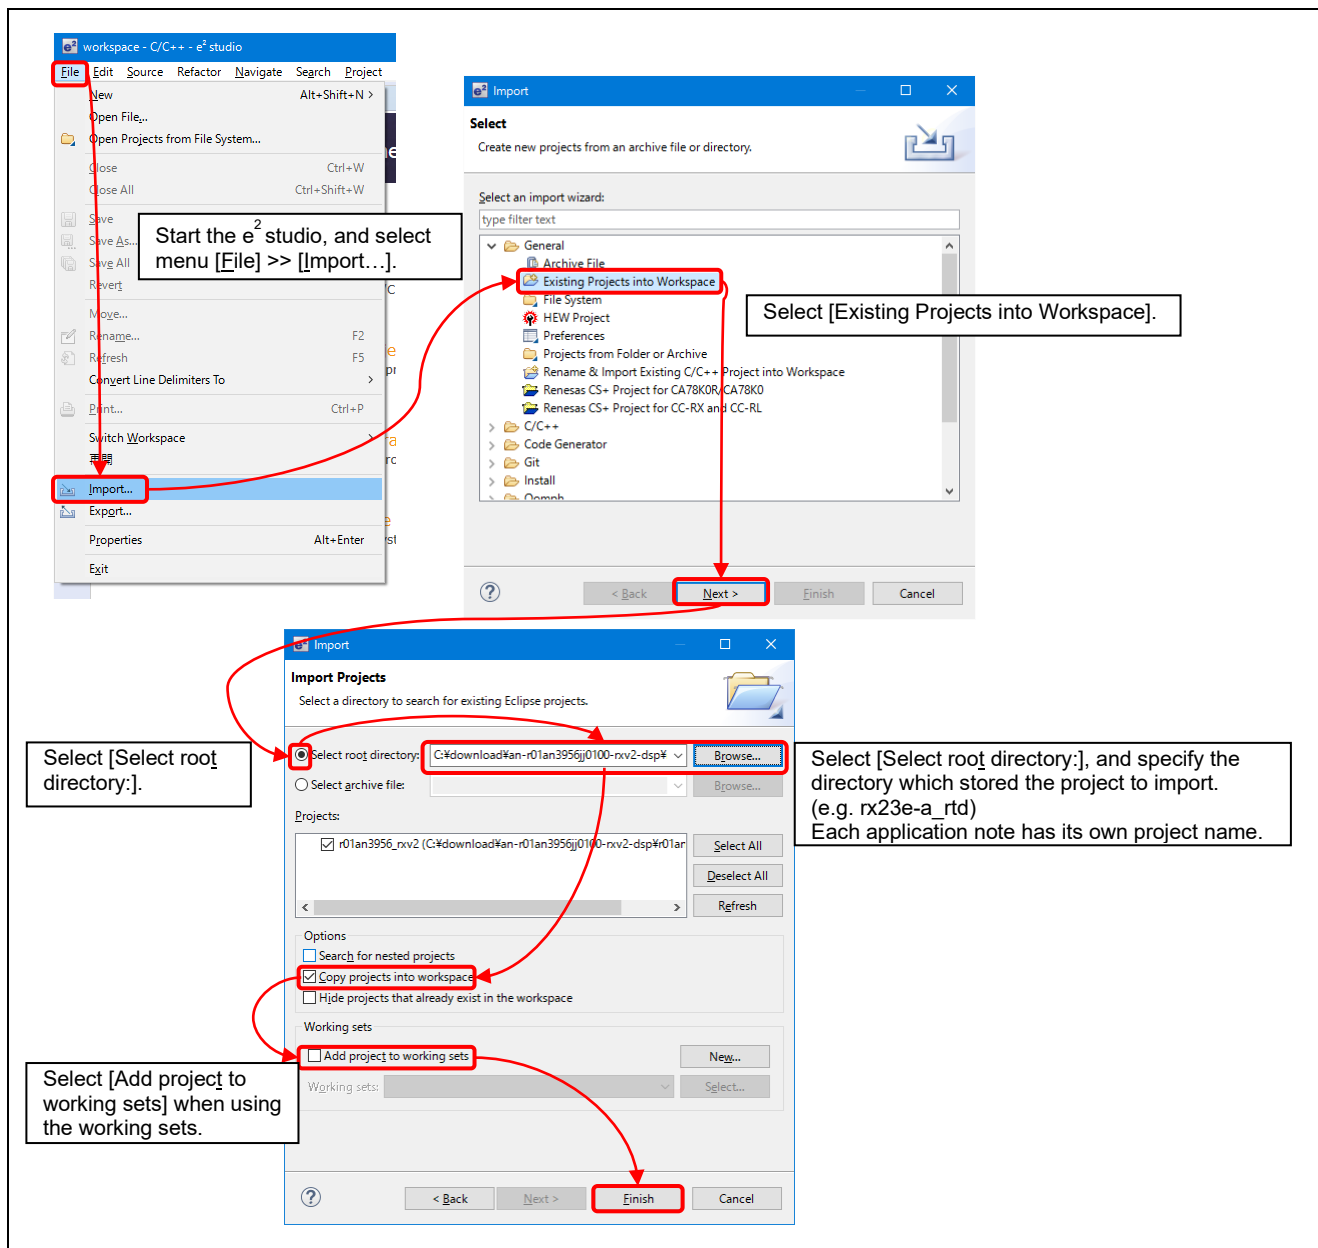 workspace - C/C++ - e² studio
File Edit Source Refactor Navigate Search Project
New Alt+Shift+N >
Open File...
Open Projects from File System...
Close Ctrl+W
Close All Ctrl+Shift+W
Save
Save As...
Save All
Revert
Move...
Rename... F2
Refresh F5
Convert Line Delimiters To >
Print... Ctrl+P
Switch Workspace >
再開
Import...
Export...
Properties Alt+Enter
Exit
Start the e² studio, and select
menu [File] >> [Import…].
Import
Select
Create new projects from an archive file or directory.
Select an import wizard:
type filter text
General
Archive File
Existing Projects into Workspace
File System
HEW Project
Preferences
Projects from Folder or Archive
Rename & Import Existing C/C++ Project into Workspace
Renesas CS+ Project for CA78K0R/CA78K0
Renesas CS+ Project for CC-RX and CC-RL
C/C++
Code Generator
Git
Install
Oomph
< Back Next > Finish Cancel
Select [Existing Projects into Workspace].
Import
Import Projects
Select a directory to search for existing Eclipse projects.
Select root directory: C:¥download¥an-r01an3956jj0100-rxv2-dsp¥ Browse...
Select archive file: Browse...
Projects:
r01an3956_rxv2 (C:¥download¥an-r01an3956jj0100-rxv2-dsp¥r01ar
Select All
Deselect All
Refresh
Options
Search for nested projects
Copy projects into workspace
Hide projects that already exist in the workspace
Working sets
Add project to working sets New...
Working sets: Select...
< Back Next > Finish Cancel
Select [Select root
directory:].
Select [Select root directory:], and specify the
directory which stored the project to import.
(e.g. rx23e-a_rtd)
Each application note has its own project name.
Select [Add project to
working sets] when using
the working sets.